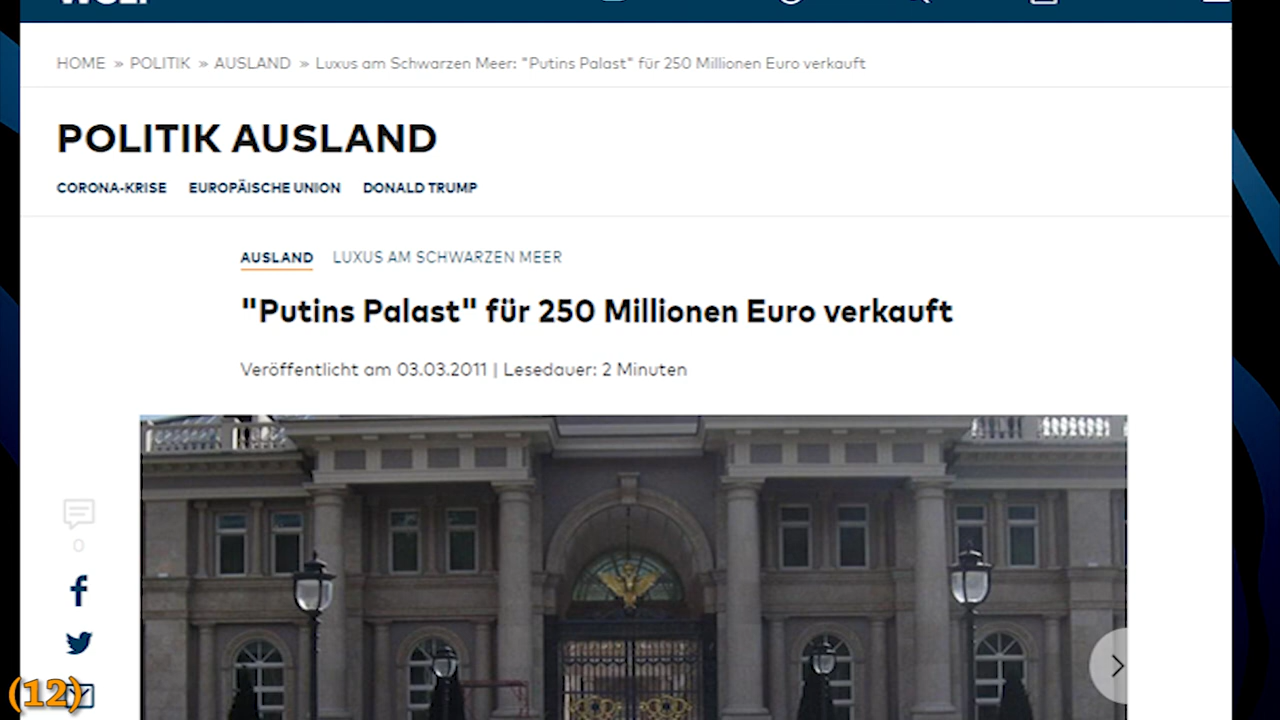 HOME » POLITIK » AUSLAND » Luxus am Schwarzen Meer: "Putins Palast" für 250 Millionen Euro verkauft
POLITIK AUSLAND
CORONA-KRISE EUROPÄISCHE UNION DONALD TRUMP
AUSLAND LUXUS AM SCHWARZEN MEER
"Putins Palast" für 250 Millionen Euro verkauft
Veröffentlicht am 03.03.2011 | Lesedauer: 2 Minuten
0
(12)